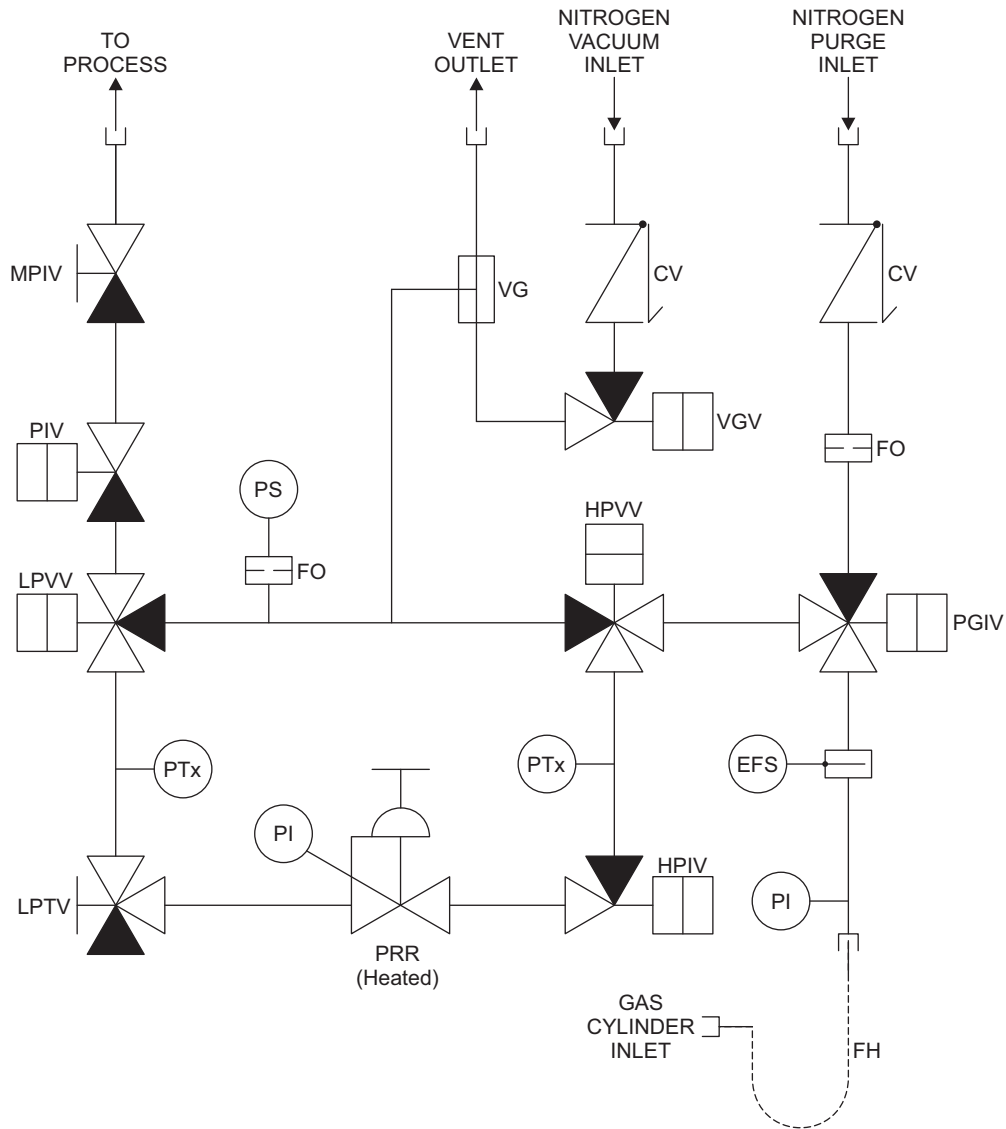 TO
PROCESS
VENT
OUTLET
NITROGEN
VACUUM
INLET
NITROGEN
PURGE
INLET
MPIV
VG
CV
CV
PIV
VGV
FO
PS
HPVV
LPVV
FO
PGIV
PTx
PTx
EFS
PI
HPIV
LPTV
PI
PRR
(Heated)
GAS
CYLINDER
INLET
FH